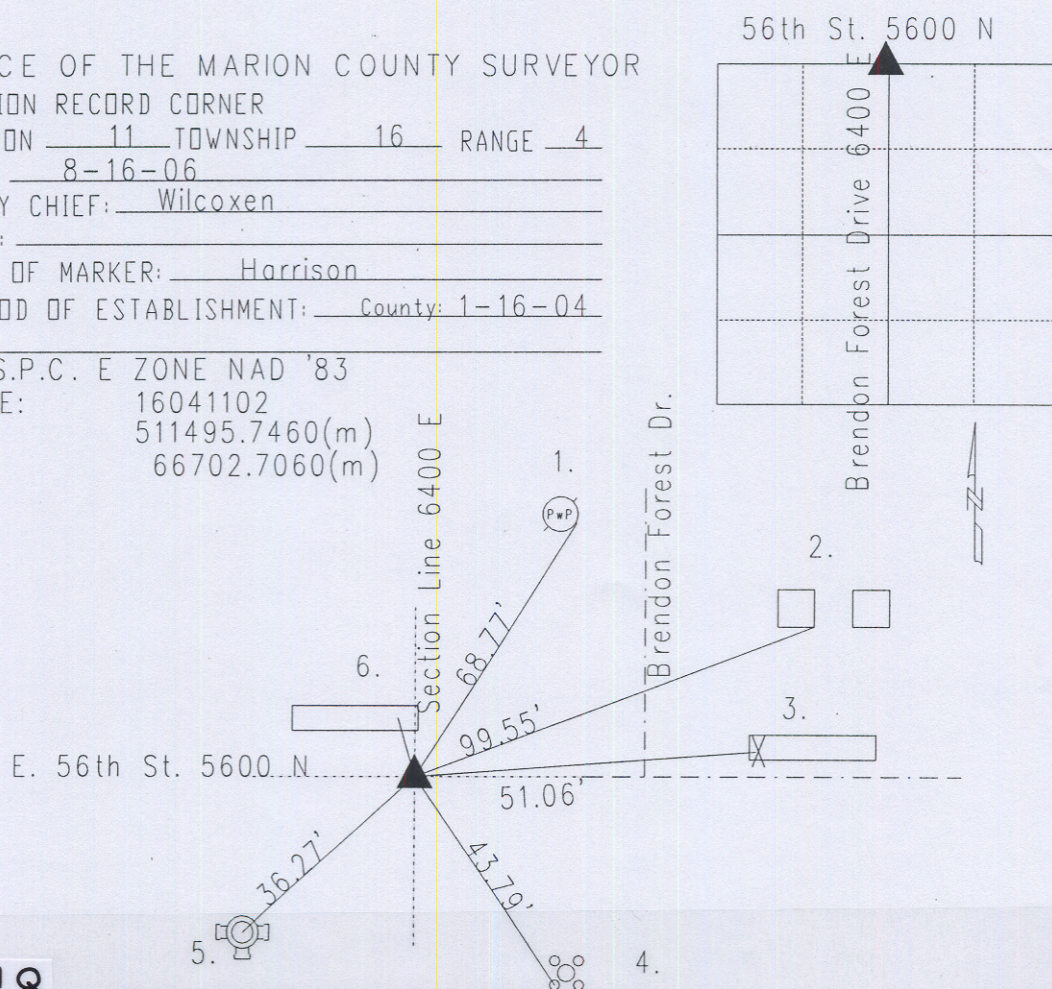 56th St. 5600 N
CE OF THE MARION COUNTY SURVEYOR
ION RECORD CORNER
ON 11 TOWNSHIP 16 RANGE 4
8-16-06
Y CHIEF: Wilcoxen
:
OF MARKER: Harrison
OD OF ESTABLISHMENT: County: 1-16-04
S.P.C. E ZONE NAD '83
E: 16041102
511495.7460(m)
66702.7060(m)
Brendon Forest Drive 6400 E
Section Line 6400 E
Brendon Forest Dr.
N
1.
PwP
2.
68.77'
6.
99.55'
3.
E. 56th St. 5600 N
51.06'
36.27'
43.79'
5.
4.
Q